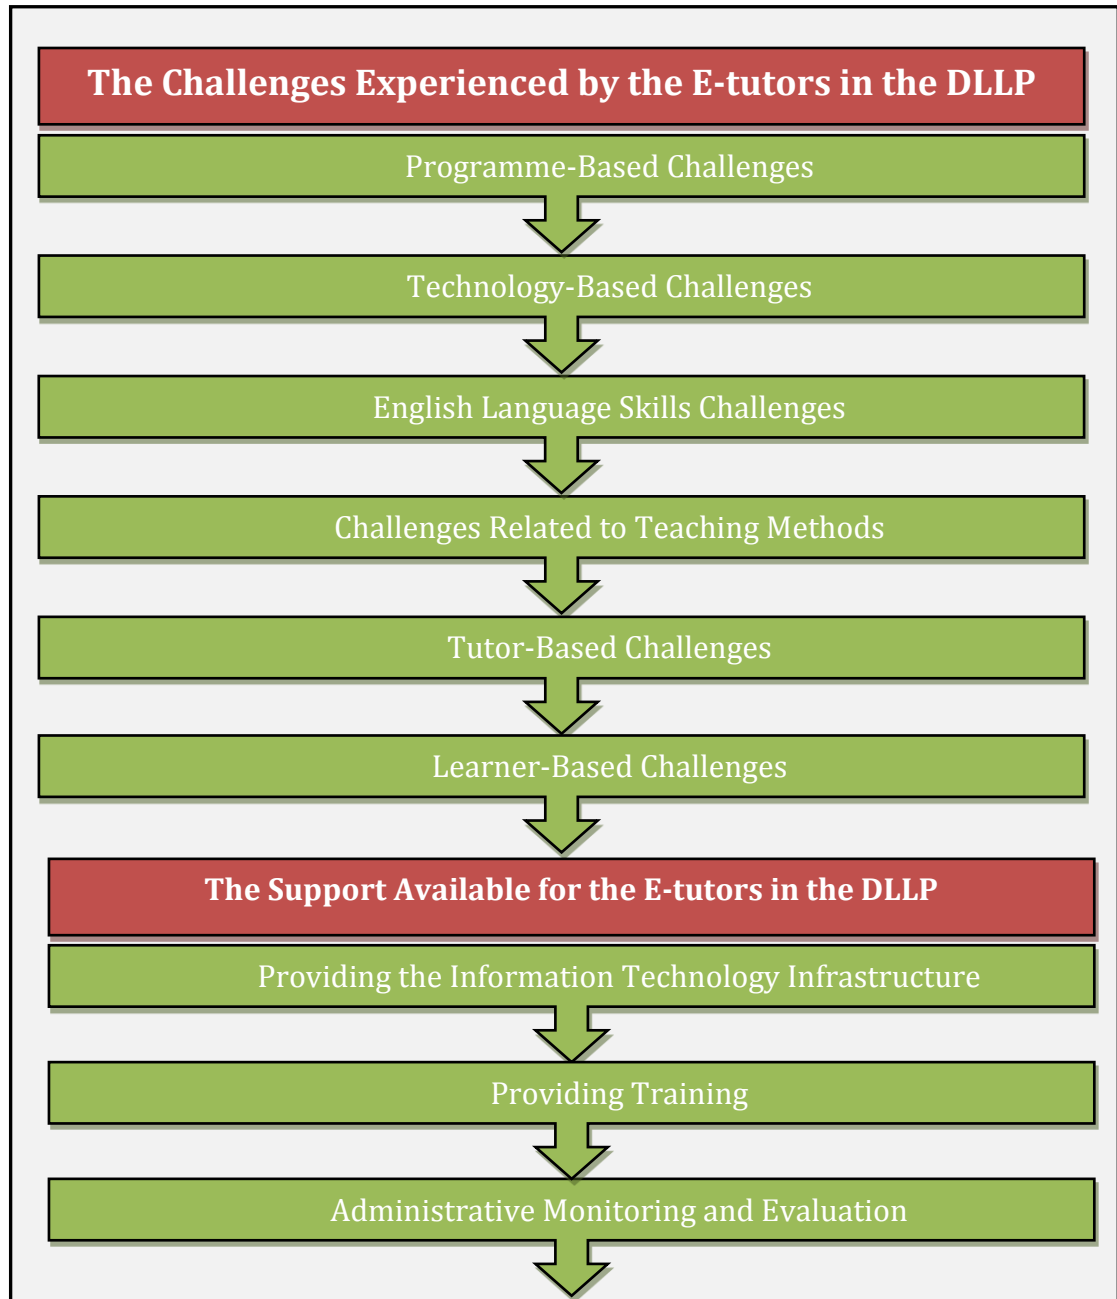 The Challenges Experienced by the E-tutors in the DLLP
Programme-Based Challenges
Technology-Based Challenges
English Language Skills Challenges
Challenges Related to Teaching Methods
Tutor-Based Challenges
Learner-Based Challenges
The Support Available for the E-tutors in the DLLP
Providing the Information Technology Infrastructure
Providing Training
Administrative Monitoring and Evaluation